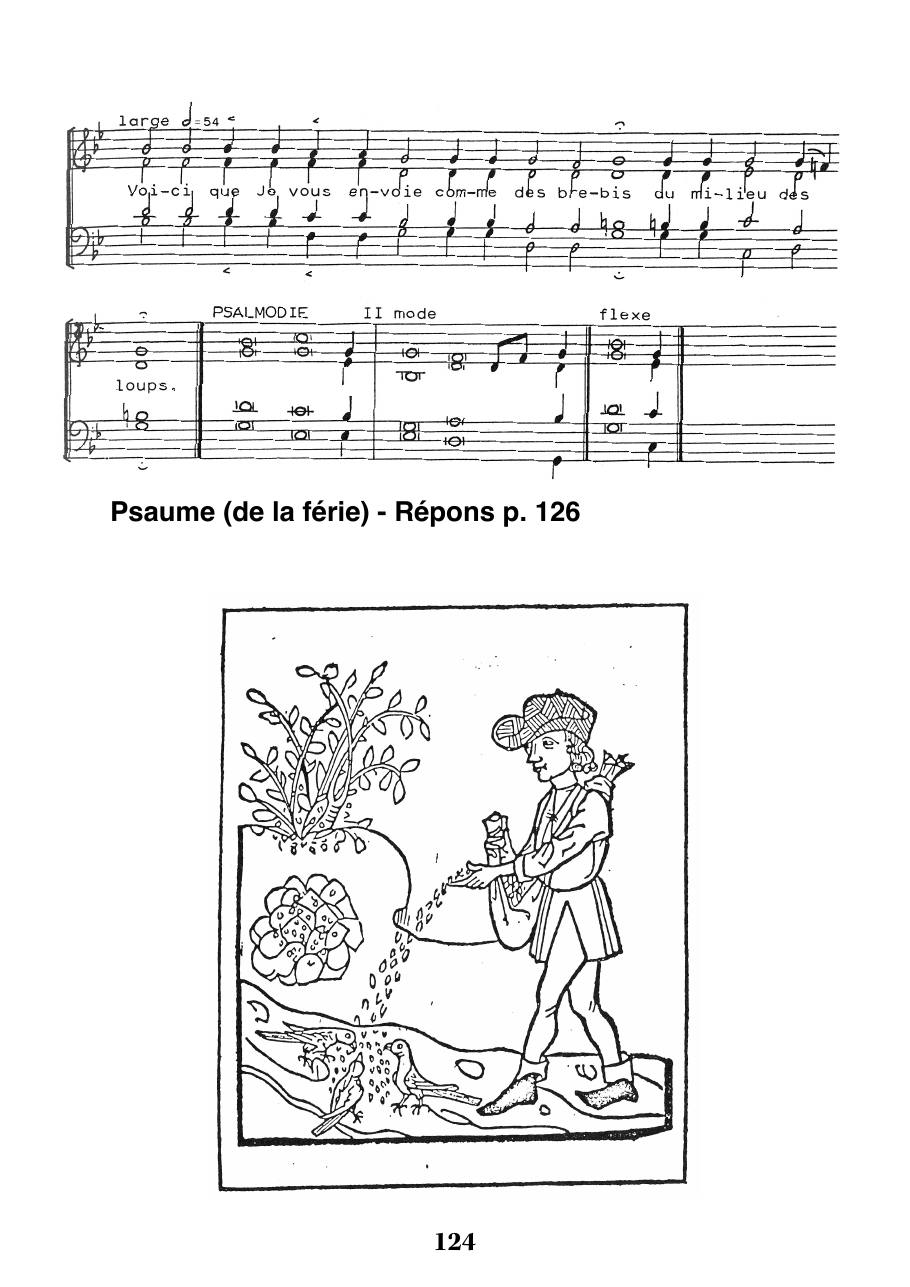 large 𝅗𝅥=54
Voi-ci que Je vous en-voie com-me des bre-bis du mi-lieu des
PSALMODIE II mode flexe
loups.
Psaume (de la férie) - Répons p. 126
124